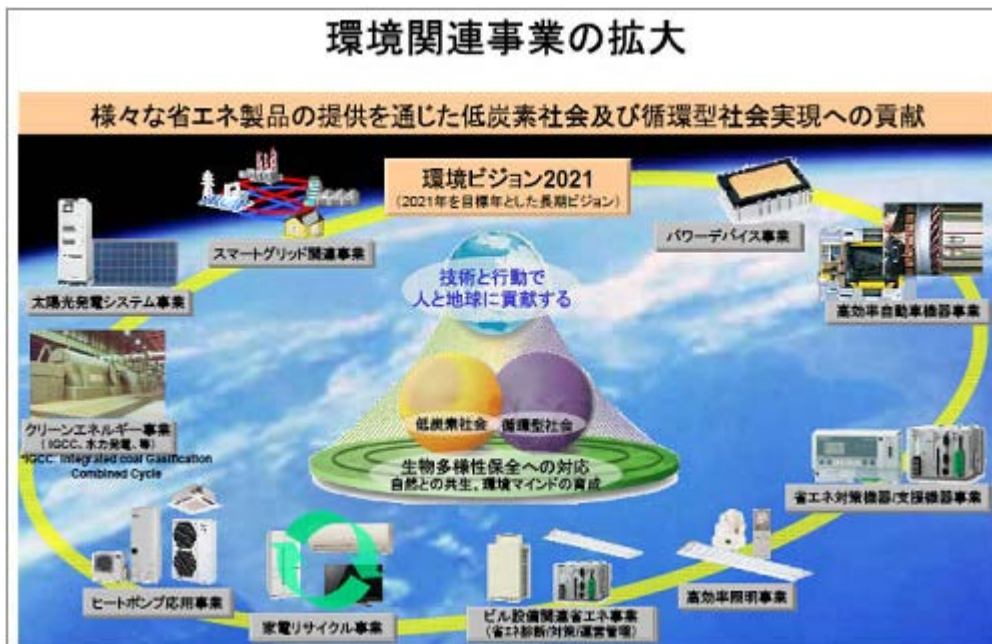 環境関連事業の拡大
様々な省エネ製品の提供を通じた低炭素社会及び循環型社会実現への貢献
環境ビジョン2021
(2021年を目標年とした長期ビジョン)
スマートグリッド関連事業
パワーデバイス事業
太陽光発電システム事業
技術と行動で
人と地球に貢献する
高効率自動車機器事業
クリーンエネルギー事業
(IGCC、水力発電、等)
*IGCC Integrated coal Gasification
Combined Cycle
低炭素社会
循環型社会
生物多様性保全への対応
自然との共生、環境マインドの育成
省エネ対策機器/支援機器事業
ヒートポンプ応用事業
家電リサイクル事業
ビル設備関連省エネ事業
(省エネ診断/対策/運営管理)
高効率照明事業